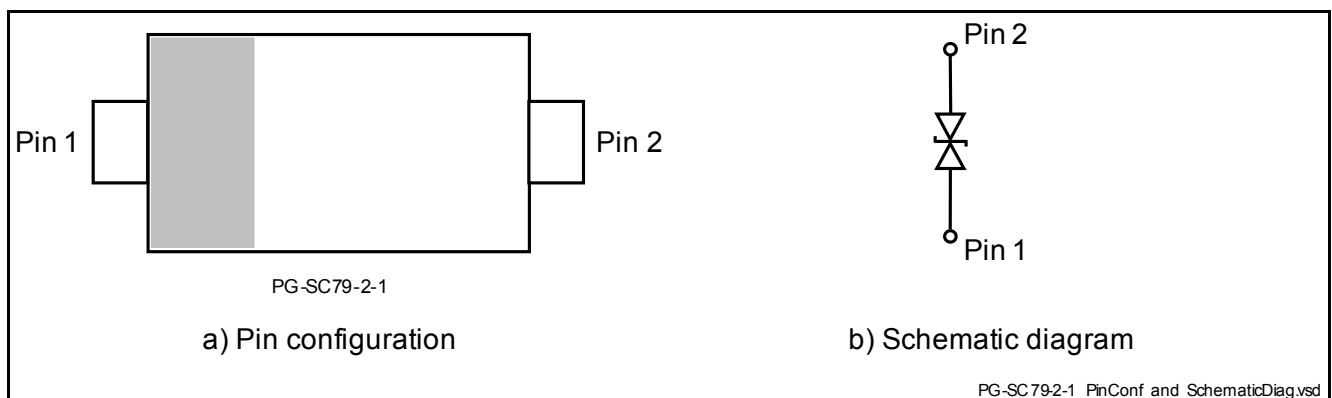 Pin 1
Pin 2
PG-SC79-2-1
a) Pin configuration
Pin 2
Pin 1
b) Schematic diagram
PG-SC79-2-1 PinConf and SchematicDiag.vsd